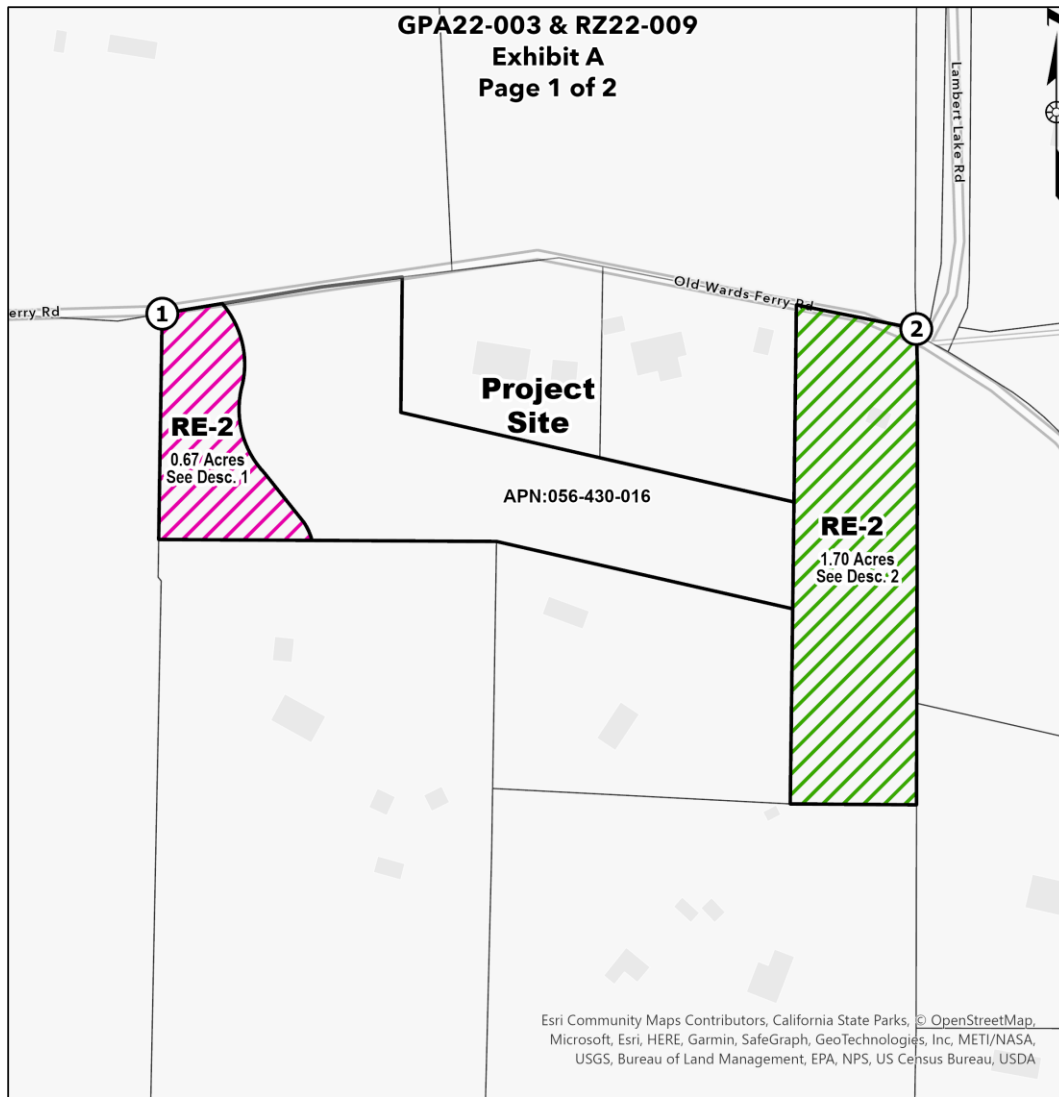 GPA22-003 & RZ22-009
Exhibit A
Page 1 of 2
Lambert Lake Rd
erry Rd
1
Old Wards Ferry Rd
2
Project
Site
RE-2
0.67 Acres
See Desc. 1
APN:056-430-016
RE-2
1.70 Acres
See Desc. 2
Esri Community Maps Contributors, California State Parks, © OpenStreetMap,
Microsoft, Esri, HERE, Garmin, SafeGraph, GeoTechnologies, Inc, METI/NASA,
USGS, Bureau of Land Management, EPA, NPS, US Census Bureau, USDA